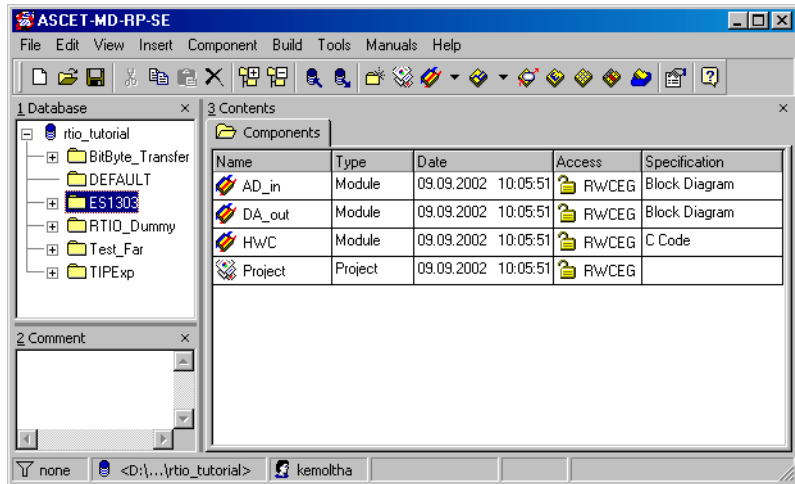 ASCET-MD-RP-SE
File Edit View Insert Component Build Tools Manuals Help
1 Database
rtio_tutorial
BitByte_Transfer
DEFAULT
ES1303
RTIO_Dummy
Test_Far
TIPExp
2 Comment
3 Contents
Components
Name Type Date Access Specification
AD_in Module 09.09.2002 10:05:51 RWCEG Block Diagram
DA_out Module 09.09.2002 10:05:51 RWCEG Block Diagram
HWC Module 09.09.2002 10:05:51 RWCEG C Code
Project Project 09.09.2002 10:05:51 RWCEG
none <D:\...\rtio_tutorial> kemoltha